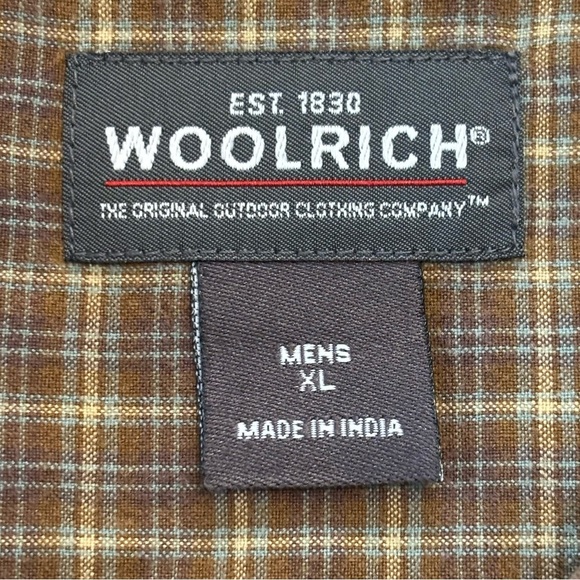 EST. 1830
WOOLRICH®
THE ORIGINAL OUTDOOR CLOTHING COMPANY™
MENS
XL
MADE IN INDIA